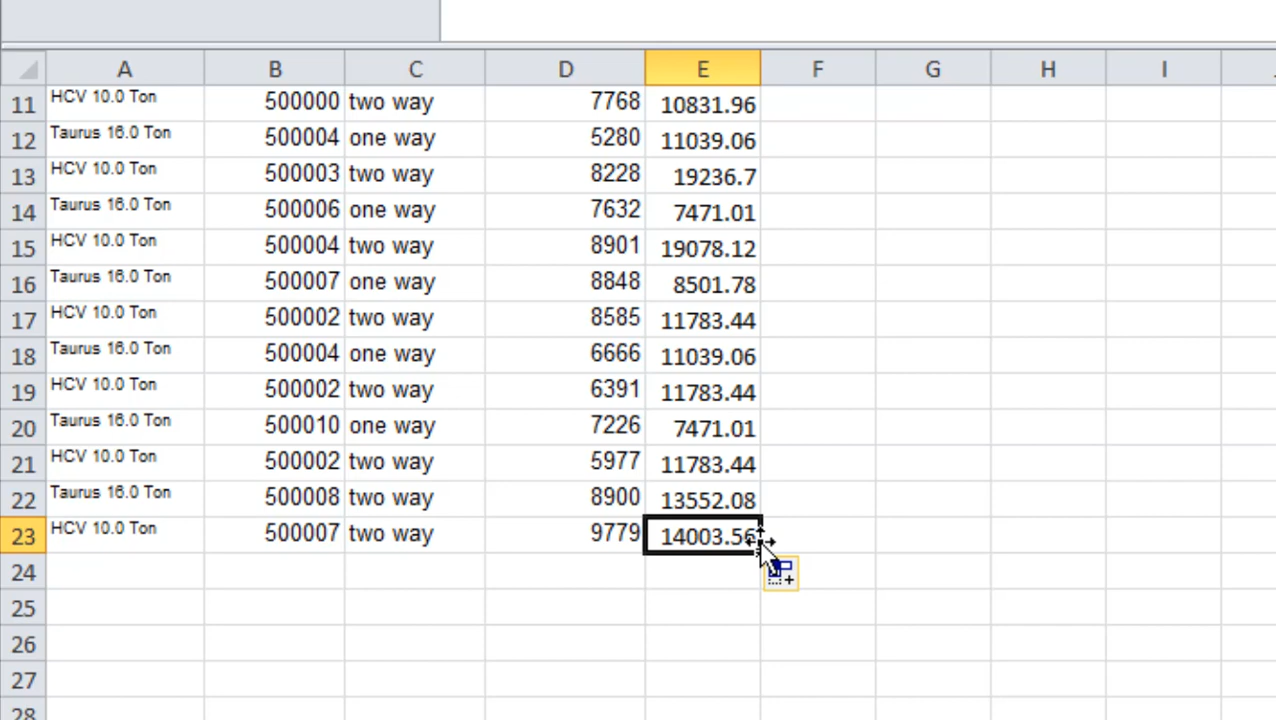 A B C D E F G H I
11 HCV 10.0 Ton 500000 two way 7768 10831.96
12 Taurus 16.0 Ton 500004 one way 5280 11039.06
13 HCV 10.0 Ton 500003 two way 8228 19236.7
14 Taurus 16.0 Ton 500006 one way 7632 7471.01
15 HCV 10.0 Ton 500004 two way 8901 19078.12
16 Taurus 16.0 Ton 500007 one way 8848 8501.78
17 HCV 10.0 Ton 500002 two way 8585 11783.44
18 Taurus 16.0 Ton 500004 one way 6666 11039.06
19 HCV 10.0 Ton 500002 two way 6391 11783.44
20 Taurus 16.0 Ton 500010 one way 7226 7471.01
21 HCV 10.0 Ton 500002 two way 5977 11783.44
22 Taurus 16.0 Ton 500008 two way 8900 13552.08
23 HCV 10.0 Ton 500007 two way 9779 14003.56
24
25
26
27
28